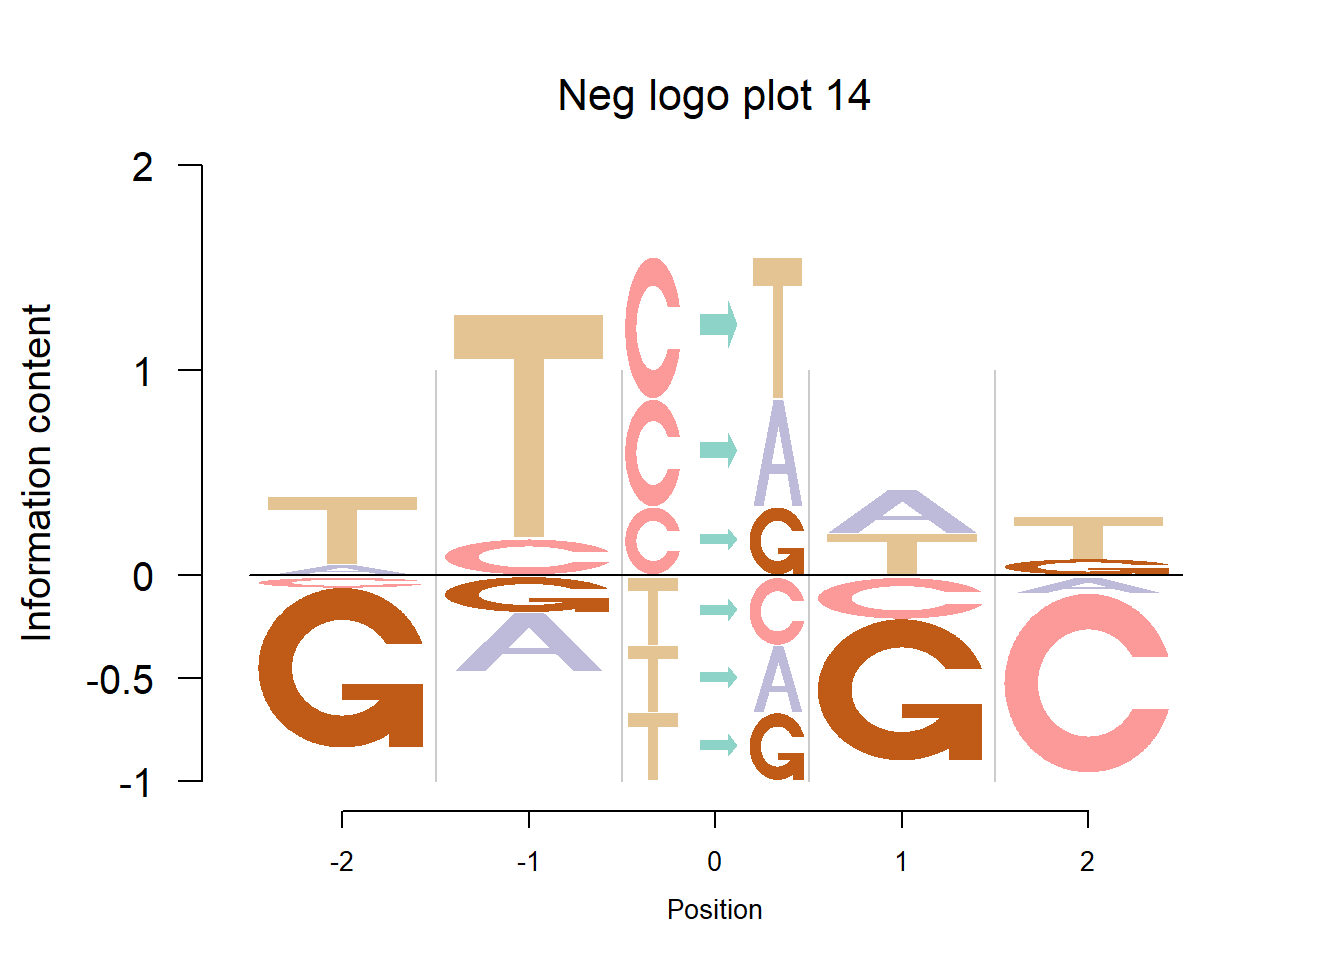 Neg logo plot 14
Information content
2
1
0
-0.5
-1
T
A
C
G
T
C
G
A
C T
C A
C G
T C
T A
T G
A
T
C
G
T
G
A
C
-2 -1 0 1 2
Position